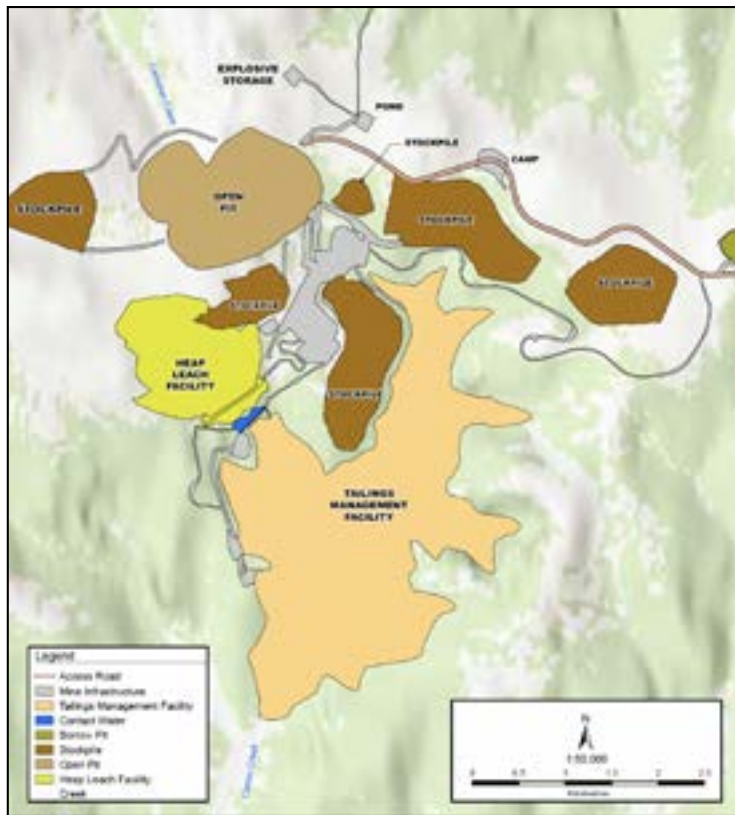 EXPLOSIVE
STORAGE
POND
STOCKPILE
CAMP
STOCKPILE
OPEN
PIT
STOCKPILE
STOCKPILE
STOCKPILE
HEAP
LEACH
FACILITY
STOCKPILE
TAILINGS
MANAGEMENT
FACILITY
Legend
Access Road
Mine Infrastructure
Tailings Management Facility
Contact Water
Borrow Pit
Stockpile
Open Pit
Heap Leach Facility
Creek
N
1:50,000
0 0.5 1 1.5 2 2.5
Kilometres